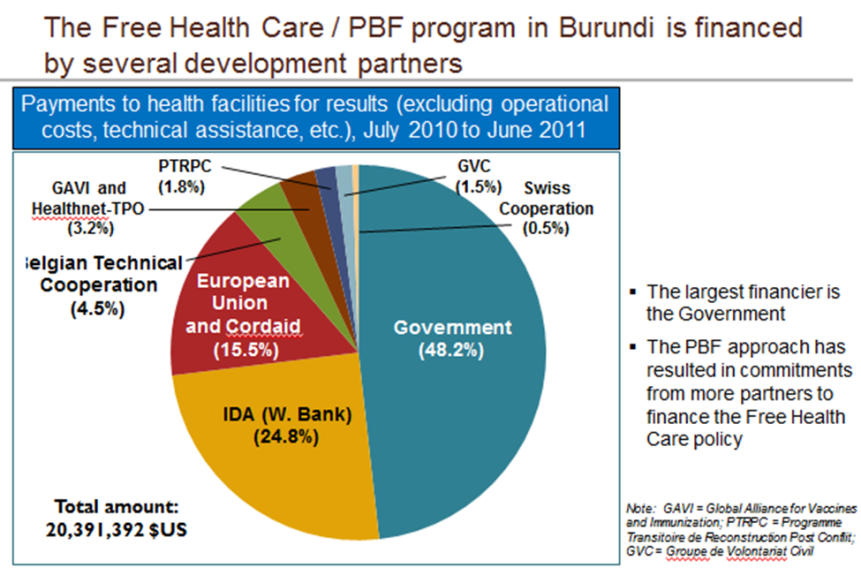 The Free Health Care / PBF program in Burundi is financed
by several development partners
Payments to health facilities for results (excluding operational
costs, technical assistance, etc.), July 2010 to June 2011
PTRPC
(1.8%)
GAVI and
Healthnet-TPO
(3.2%)
elgian Technical
Cooperation
(4.5%)
European
Union
and Cordaid
(15.5%)
IDA (W. Bank)
(24.8%)
GVC
(1.5%)
Swiss
Cooperation
(0.5%)
Government
(48.2%)
Total amount:
20,391,392 $US
▪ The largest financier is
the Government
▪ The PBF approach has
resulted in commitments
from more partners to
finance the Free Health
Care policy
Note: GAVI = Global Alliance for Vaccines
and Immunization; PTRPC = Programme
Transitoire de Reconstruction Post Conflit;
GVC = Groupe de Volontariat Civil